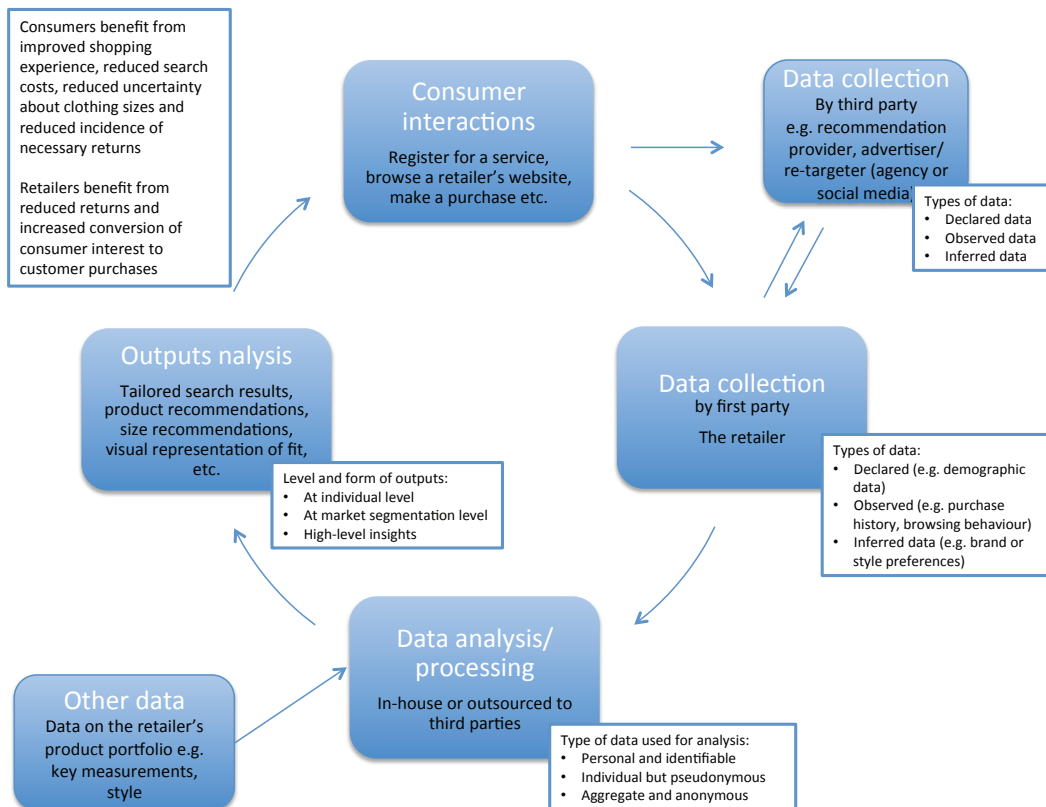 Consumers benefit from
improved shopping
experience, reduced search
costs, reduced uncertainty
about clothing sizes and
reduced incidence of
necessary returns
Retailers benefit from
reduced returns and
increased conversion of
consumer interest to
customer purchases
Consumer
interactions
Register for a service,
browse a retailer's website,
make a purchase etc.
Data collection
By third party
e.g. recommendation
provider, advertiser/
re-targeter (agency or
social media)
Types of data:
• Declared data
• Observed data
• Inferred data
Outputs nalysis
Tailored search results,
product recommendations,
size recommendations,
visual representation of fit,
etc.
Level and form of outputs:
• At individual level
• At market segmentation level
• High-level insights
Data collection
by first party
The retailer
Types of data:
• Declared (e.g. demographic
data)
• Observed (e.g. purchase
history, browsing behaviour)
• Inferred data (e.g. brand or
style preferences)
Data analysis/
processing
In-house or outsourced to
third parties
Type of data used for analysis:
• Personal and identifiable
• Individual but pseudonymous
• Aggregate and anonymous
Other data
Data on the retailer's
product portfolio e.g.
key measurements,
style